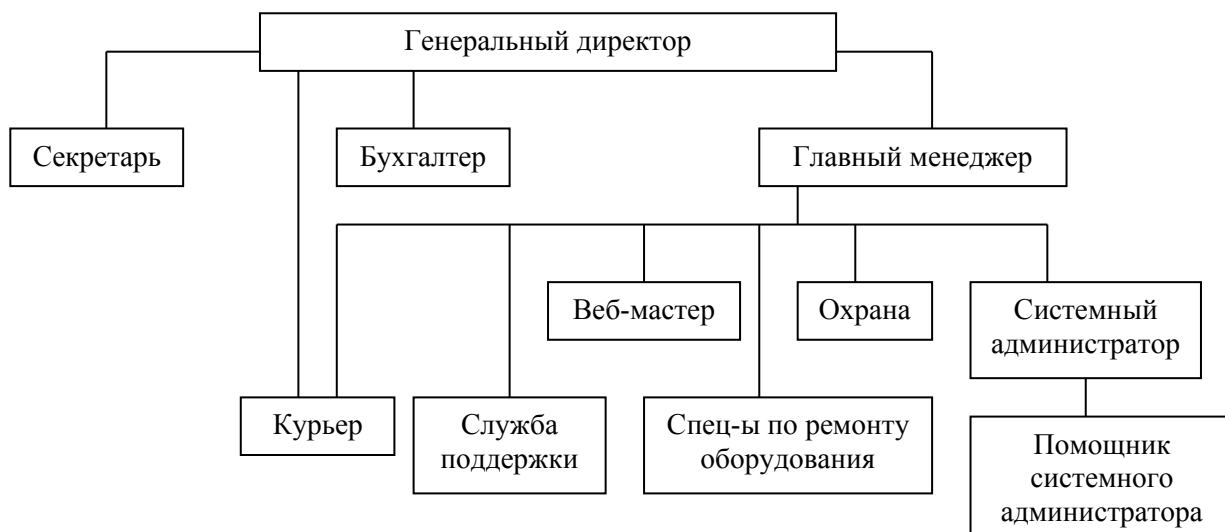 Генеральный директор
Секретарь
Бухгалтер
Главный менеджер
Веб-мастер
Охрана
Системный
администратор
Курьер
Служба
поддержки
Спец-ы по ремонту
оборудования
Помощник
системного
администратора